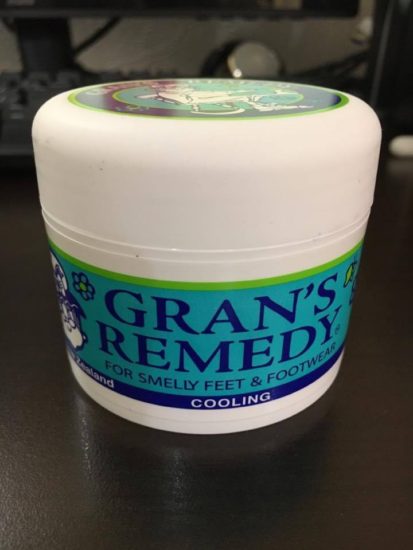 GRAN'S
REMEDY®
FOR SMELLY FEET & FOOTWEAR
Zealand
COOLING